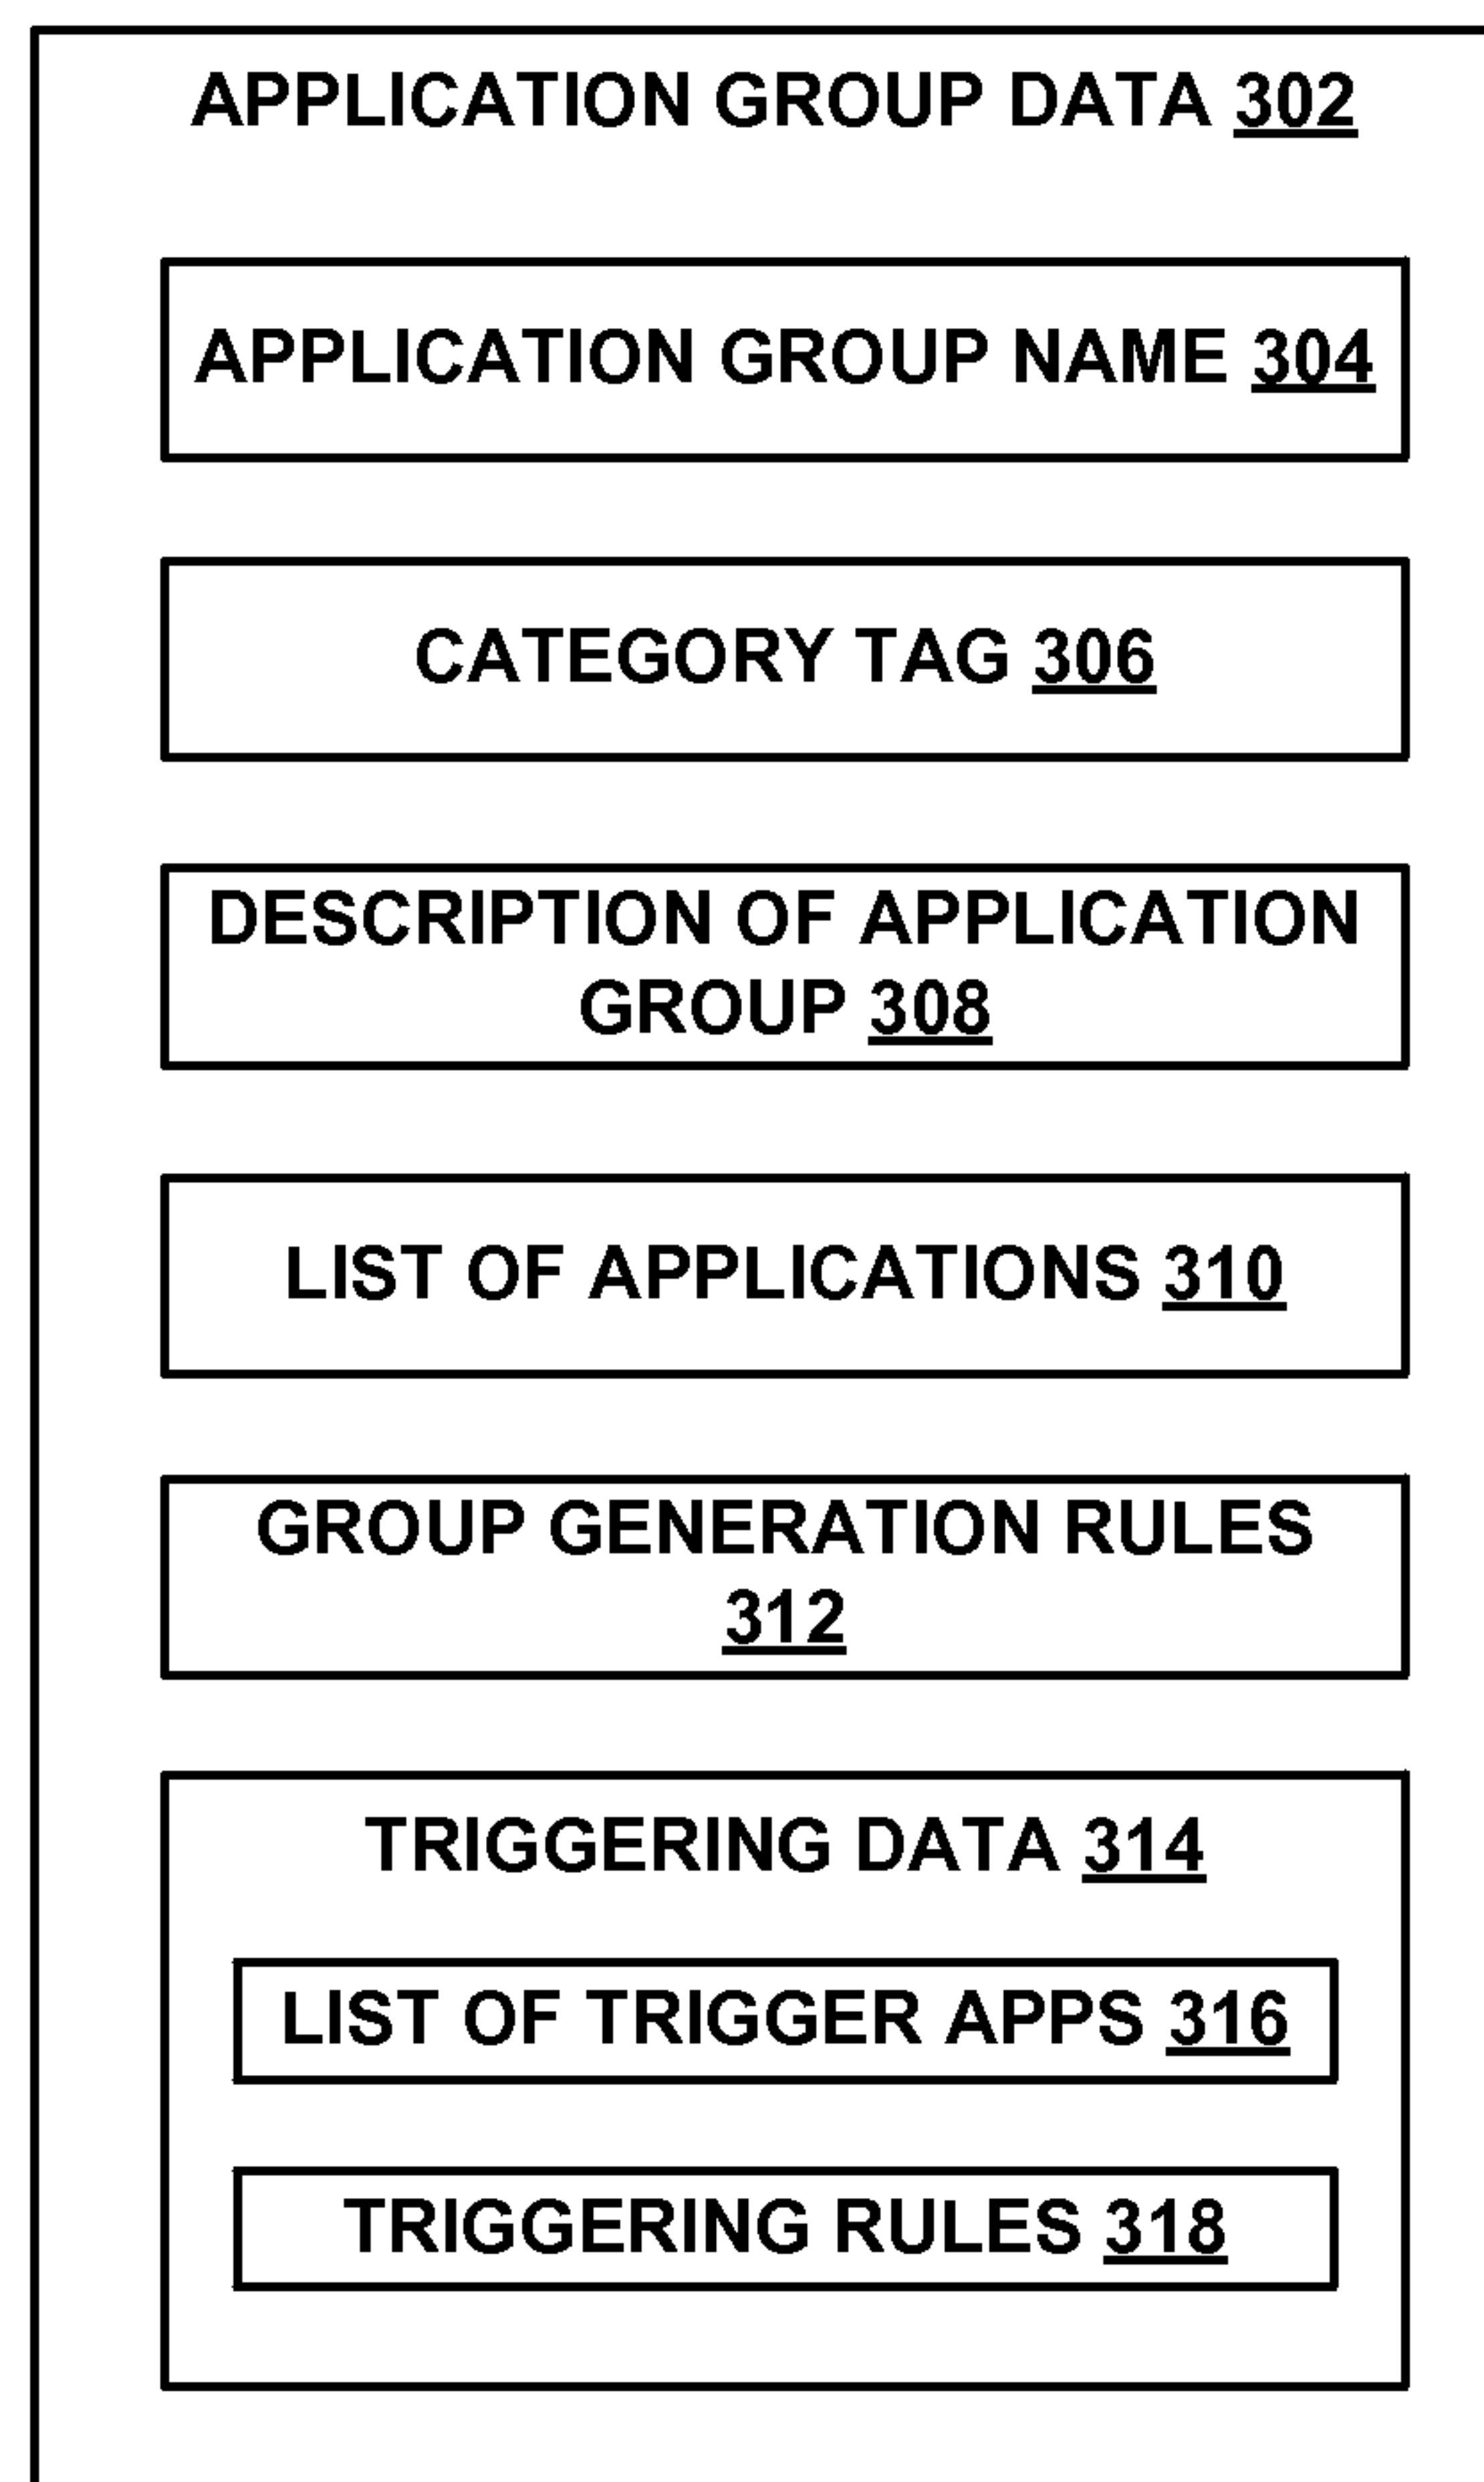 APPLICATION GROUP DATA 302
APPLICATION GROUP NAME 304
CATEGORY TAG 306
DESCRIPTION OF APPLICATION
GROUP 308
LIST OF APPLICATIONS 310
GROUP GENERATION RULES
312
TRIGGERING DATA 314
LIST OF TRIGGER APPS 316
TRIGGERING RULES 318